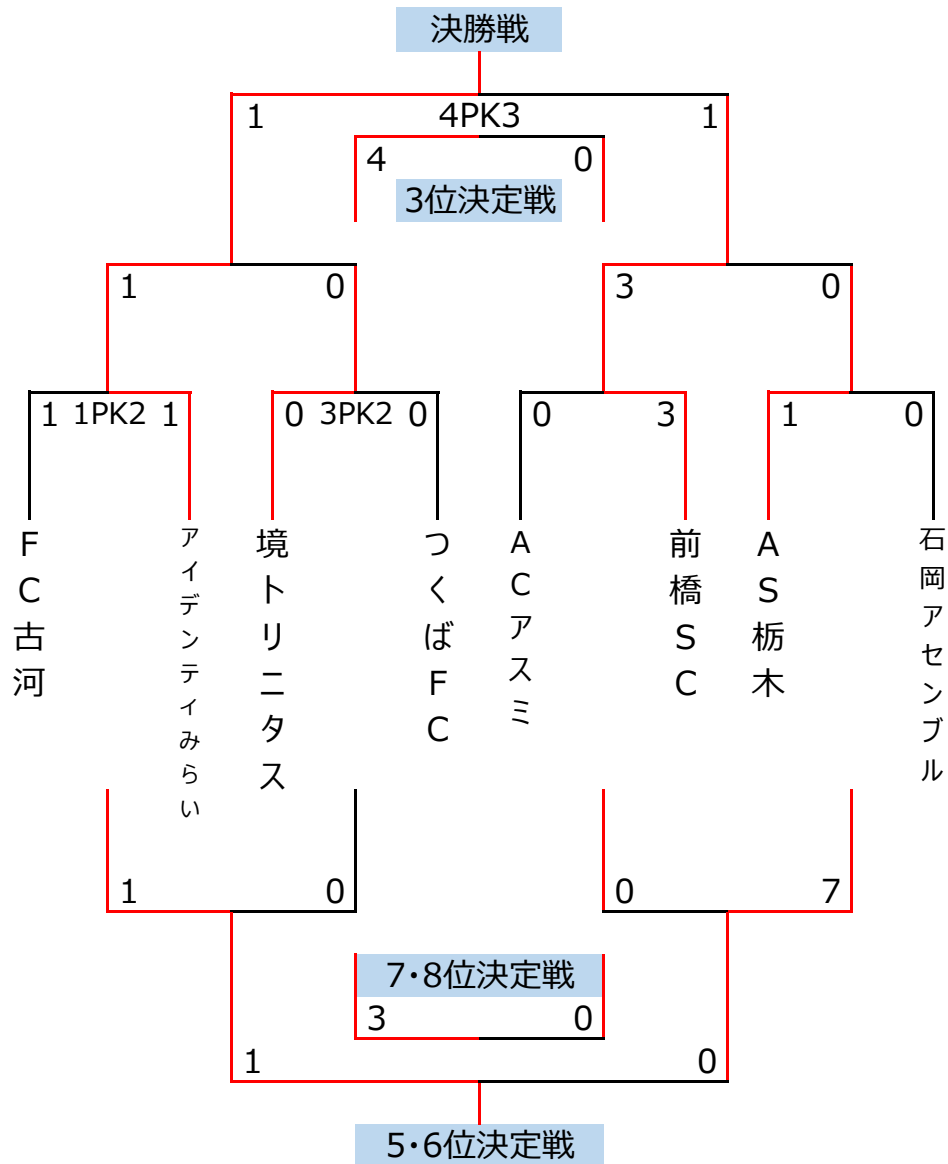 決勝戦
1 4PK3 1
4 0
3位決定戦
1 0 3 0
1 1PK2 1 0 3PK2 0 0 3 1 0
FC古河
アイデンティみらい
境トリニタス
つくばFC
ACアスミ
前橋SC
AS栃木
石岡アセンブル
1 0 0 7
7・8位決定戦
3 0
1 0
5・6位決定戦